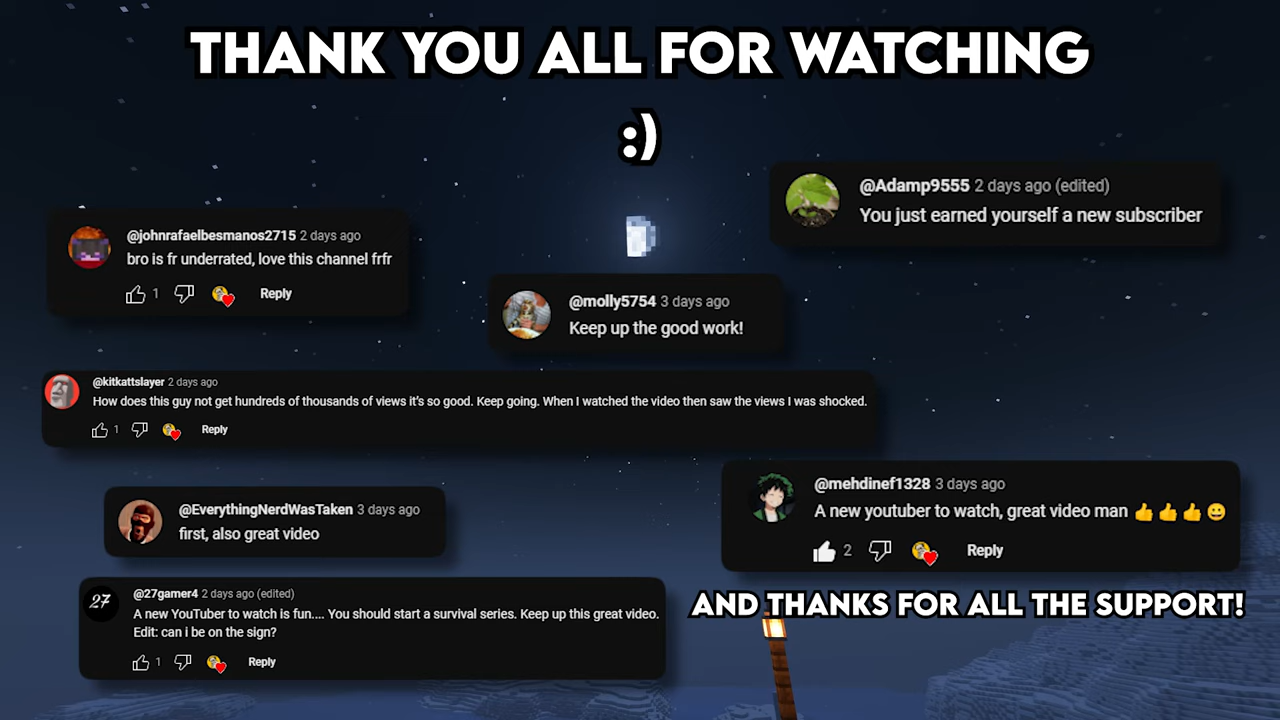 THANK YOU ALL FOR WATCHING
:)
@Adamp9555 2 days ago (edited)
You just earned yourself a new subscriber
@johnrafaelbesmanos2715 2 days ago
bro is fr underrated, love this channel frfr
1 Reply
@molly5754 3 days ago
Keep up the good work!
@kitkattslayer 2 days ago
How does this guy not get hundreds of thousands of views it's so good. Keep going. When I watched the video then saw the views I was shocked.
1 Reply
@mehdinef1328 3 days ago
A new youtuber to watch, great video man 👍👍👍😀
2 Reply
@EverythingNerdWasTaken 3 days ago
first, also great video
27
@27gamer4 2 days ago (edited)
A new YouTuber to watch is fun.... You should start a survival series. Keep up this great video.
Edit: can i be on the sign?
1 Reply
AND THANKS FOR ALL THE SUPPORT!